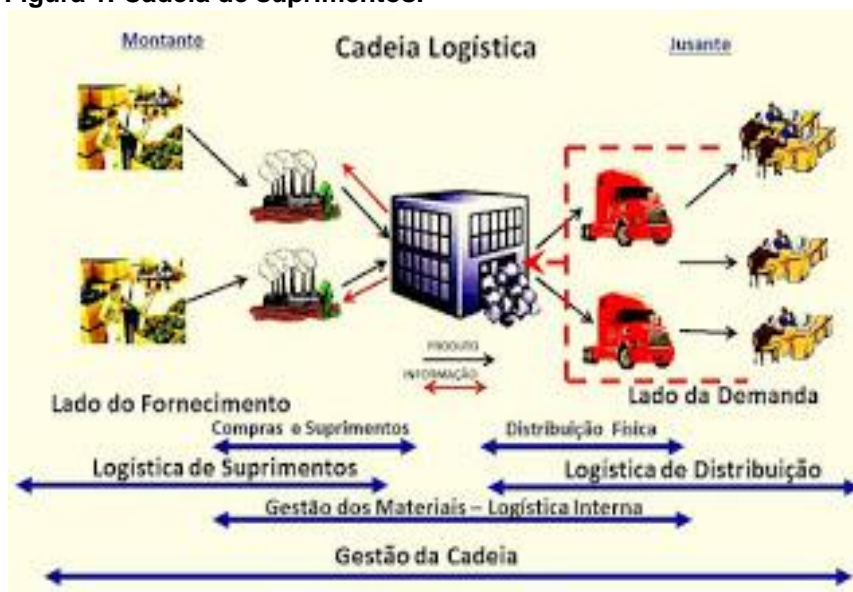 Figura 1: Cadeia de suprimentos.
Montante
Cadeia Logística
Jusante
PRODUTO
INFORMAÇÃO
Lado do Fornecimento
Lado da Demanda
Compras e Suprimentos
Distribuição Física
Logística de Suprimentos
Logística de Distribuição
Gestão dos Materiais – Logística Interna
Gestão da Cadeia